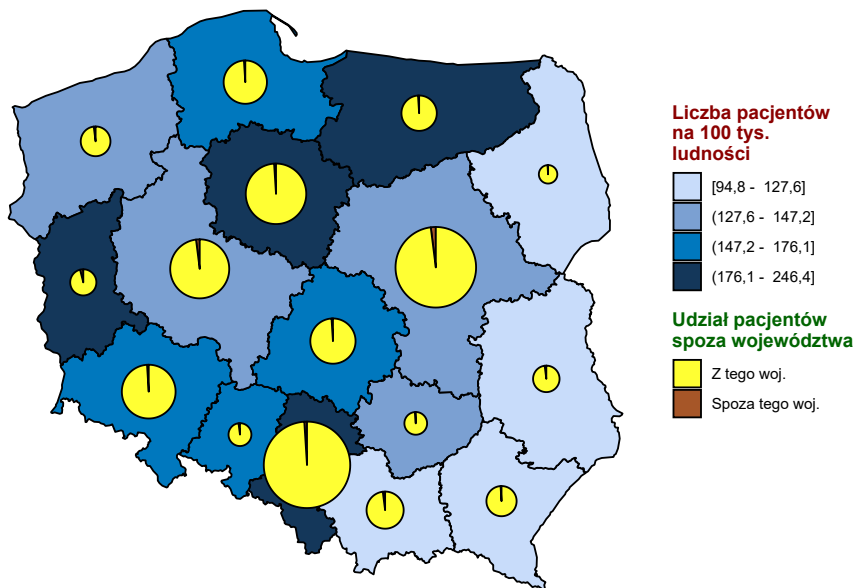 Liczba pacjentów
na 100 tys.
ludności
[94,8 - 127,6]
(127,6 - 147,2]
(147,2 - 176,1]
(176,1 - 246,4]
Udział pacjentów
spoza województwa
Z tego woj.
Spoza tego woj.